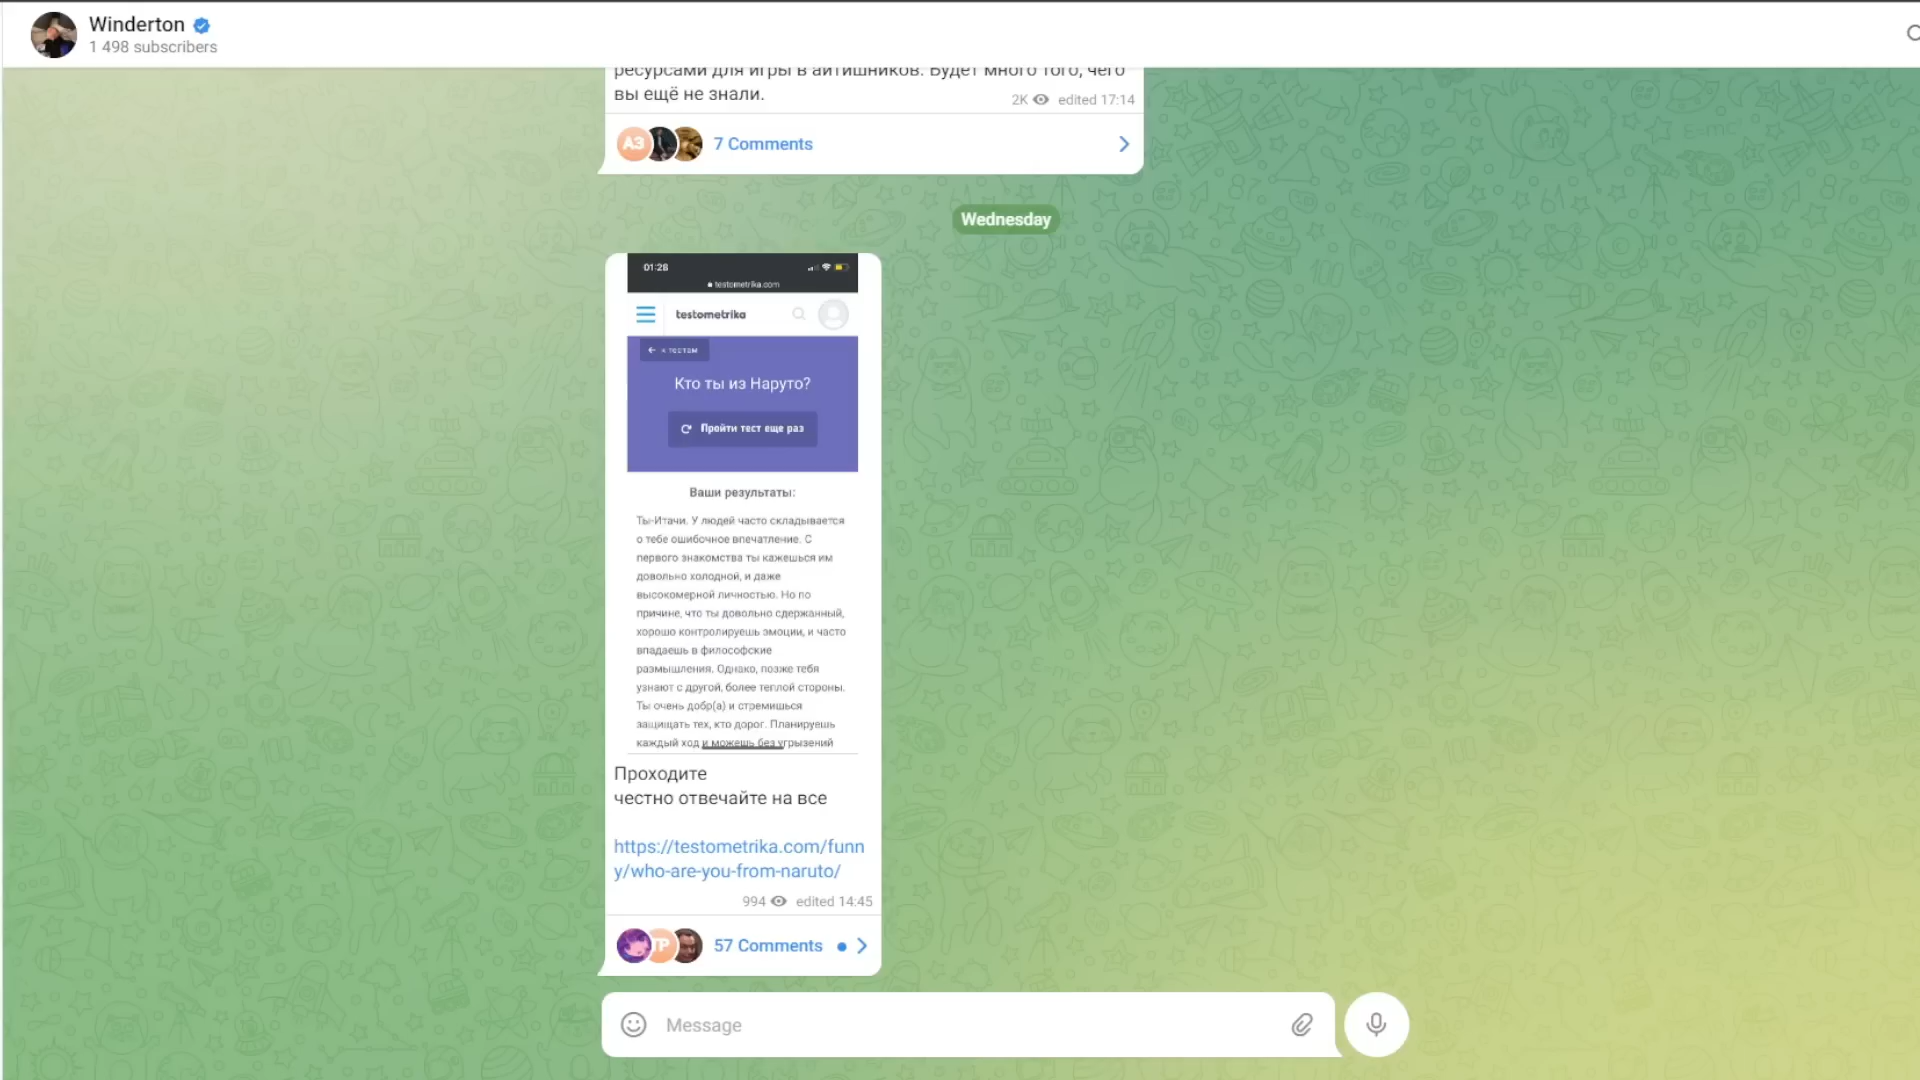 Winderton
1 498 subscribers
ресурсами для игры в айтишников. Будет много того, чего
вы ещё не знали.
2K edited 17:14
АЗ
7 Comments
Wednesday
01:28
testometrika.com
testometrika
К ТЕСТАМ
Кто ты из Наруто?
Пройти тест еще раз
Ваши результаты:
Ты-Итачи. У людей часто складывается
о тебе ошибочное впечатление. С
первого знакомства ты кажешься им
довольно холодной, и даже
высокомерной личностью. Но по
причине, что ты довольно сдержанный,
хорошо контролируешь эмоции, и часто
впадаешь в философские
размышления. Однако, позже тебя
узнают с другой, более теплой стороны.
Ты очень добр(а) и стремишься
защищать тех, кто дорог. Планируешь
каждый ход и можешь без угрызений
Проходите
честно отвечайте на все
https://testometrika.com/funn
y/who-are-you-from-naruto/
994 edited 14:45
ТР
57 Comments
Message